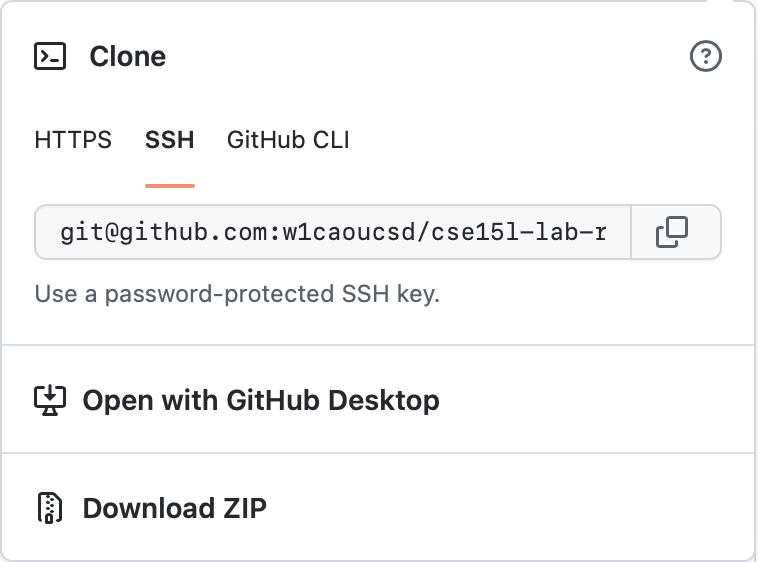 Clone
HTTPS SSH GitHub CLI
git@github.com:w1caoucsd/cse15l-lab-r
Use a password-protected SSH key.
Open with GitHub Desktop
Download ZIP